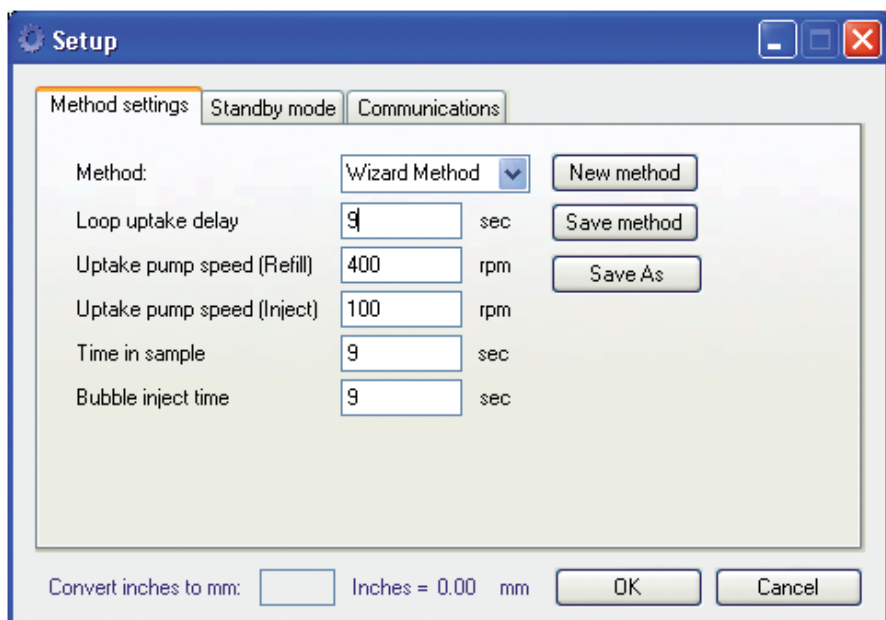 Setup
Method settings Standby mode Communications
Method: Wizard Method New method
Loop uptake delay 9 sec Save method
Uptake pump speed (Refill) 400 rpm Save As
Uptake pump speed (Inject) 100 rpm
Time in sample 9 sec
Bubble inject time 9 sec
Convert inches to mm: Inches = 0.00 mm OK Cancel